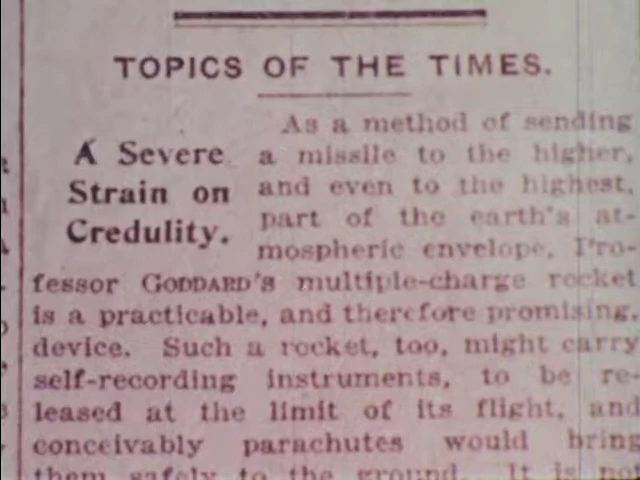 TOPICS OF THE TIMES.
A Severe
Strain on
Credulity.
As a method of sending
a missile to the higher,
and even to the highest,
part of the earth's at-
mospheric envelope, Pro-
fessor GODDARD'S multiple-charge rocket
is a practicable, and therefore promising,
device. Such a rocket, too, might carry
self-recording instruments, to be re-
leased at the limit of its flight, and
conceivably parachutes would bring
them safely to the ground. It is not